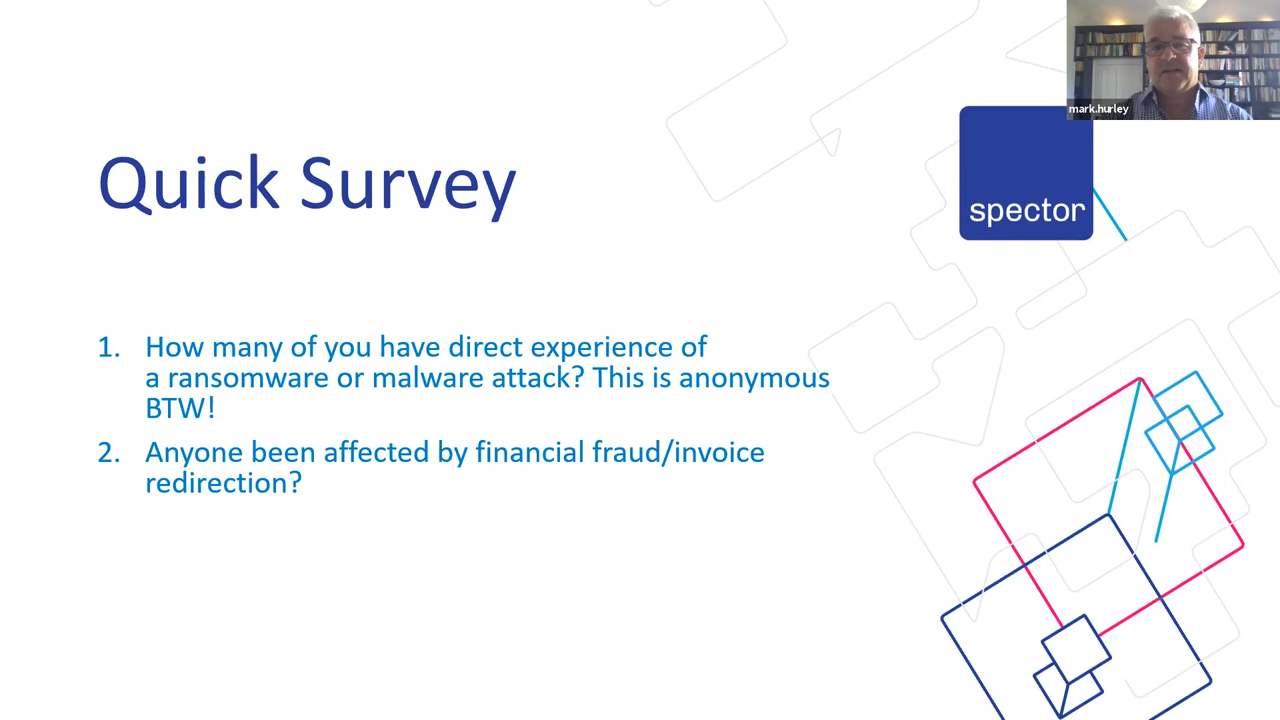 mark.hurley
spector
Quick Survey
1. How many of you have direct experience of
a ransomware or malware attack? This is anonymous
BTW!
2. Anyone been affected by financial fraud/invoice
redirection?